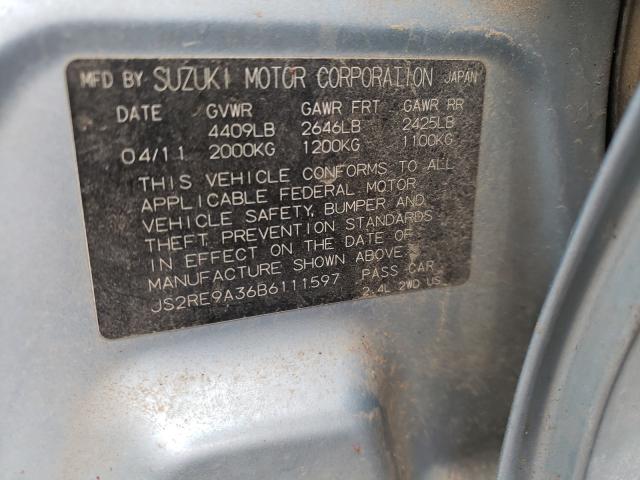 MFD BY SUZUKI MOTOR CORPORATION JAPAN
DATE GVWR GAWR FRT GAWR RR
4409LB 2646LB 2425LB
04/11 2000KG 1200KG 1100KG
THIS VEHICLE CONFORMS TO ALL
APPLICABLE FEDERAL MOTOR
VEHICLE SAFETY, BUMPER AND
THEFT PREVENTION STANDARDS
IN EFFECT ON THE DATE OF
MANUFACTURE SHOWN ABOVE.
JS2RE9A36B6111597 PASS CAR
2.4L 2WD US